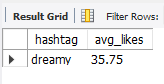 Result Grid Filter Rows:
hashtag avg_likes
dreamy 35.75